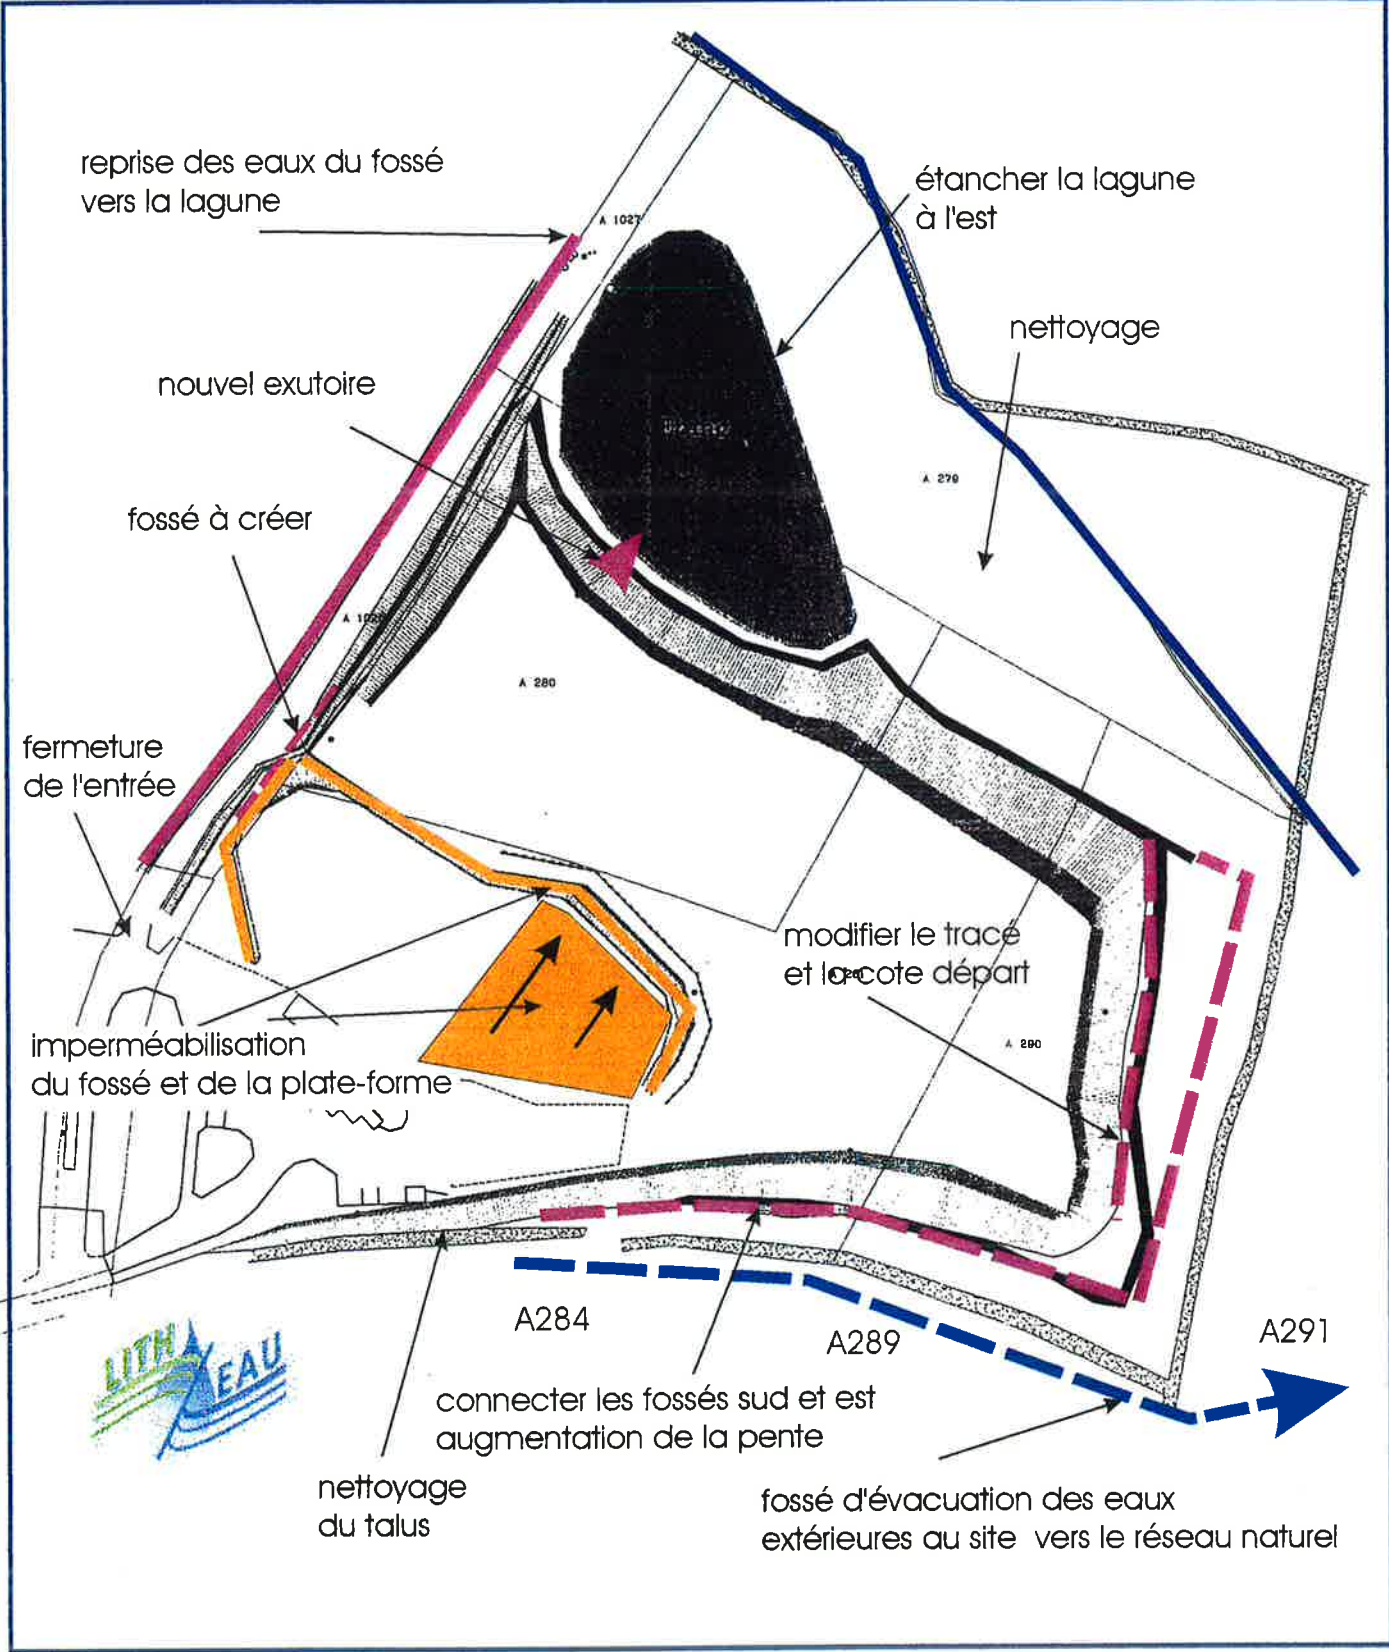 reprise des eaux du fossé
vers la lagune
A 1027
étancher la lagune
à l'est
nettoyage
nouvel exutoire
A 279
fossé à créer
A 280
fermeture
de l'entrée
modifier le tracé
et la cote départ
A 290
imperméabilisation
du fossé et de la plate-forme
A284
A289
A291
LITH EAU
connecter les fossés sud et est
augmentation de la pente
nettoyage
du talus
fossé d'évacuation des eaux
extérieures au site vers le réseau naturel